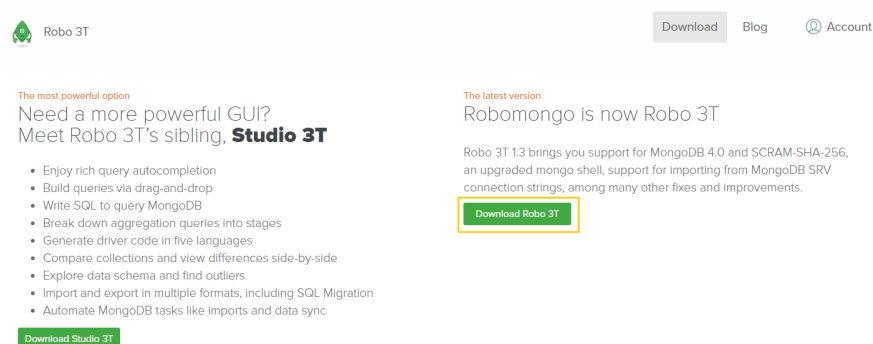 Robo 3T
Download
Blog
Account
The most powerful option
Need a more powerful GUI?
Meet Robo 3T's sibling, Studio 3T
• Enjoy rich query autocompletion
• Build queries via drag-and-drop
• Write SQL to query MongoDB
• Break down aggregation queries into stages
• Generate driver code in five languages
• Compare collections and view differences side-by-side
• Explore data schema and find outliers
• Import and export in multiple formats, including SQL Migration
• Automate MongoDB tasks like imports and data sync
Download Studio 3T
The latest version
Robomongo is now Robo 3T
Robo 3T 1.3 brings you support for MongoDB 4.0 and SCRAM-SHA-256,
an upgraded mongo shell, support for importing from MongoDB SRV
connection strings, among many other fixes and improvements.
Download Robo 3T